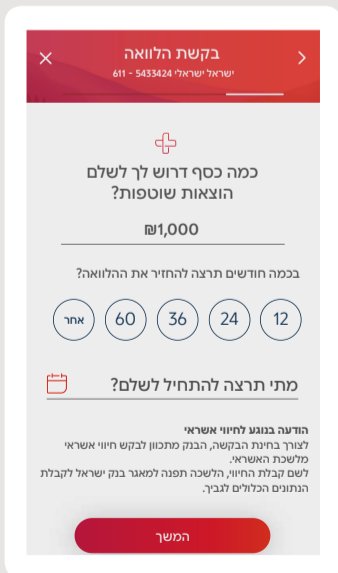 בקשת הלוואה
ישראל ישראלי 5433424 - 611
כמה כסף דרוש לך לשלם
הוצאות שוטפות?
₪1,000
בכמה חודשים תרצה להחזיר את ההלוואה?
12 24 36 60 אחר
מתי תרצה להתחיל לשלם?
הודעה בנוגע לחיווי אשראי
לצורך בחינת הבקשה, הבנק מתכוון לבקש חיווי אשראי
מלשכת האשראי.
לשם קבלת החיווי, הלשכה תפנה למאגר בנק ישראל לקבלת
הנתונים הכלולים לגביך.
המשך